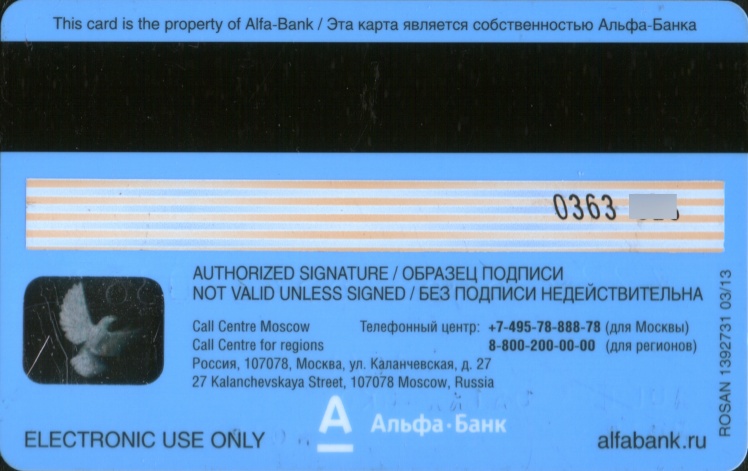 This card is the property of Alfa-Bank / Эта карта является собственностью Альфа-Банка
0363
AUTHORIZED SIGNATURE / ОБРАЗЕЦ ПОДПИСИ
NOT VALID UNLESS SIGNED / БЕЗ ПОДПИСИ НЕДЕЙСТВИТЕЛЬНА
Call Centre Moscow Телефонный центр: +7-495-78-888-78 (для Москвы)
Call Centre for regions 8-800-200-00-00 (для регионов)
Россия, 107078, Москва, ул. Каланчевская, д. 27
27 Kalanchevskaya Street, 107078 Moscow, Russia
ROSAN 1392731 03/13
ELECTRONIC USE ONLY
А Альфа·Банк
alfabank.ru